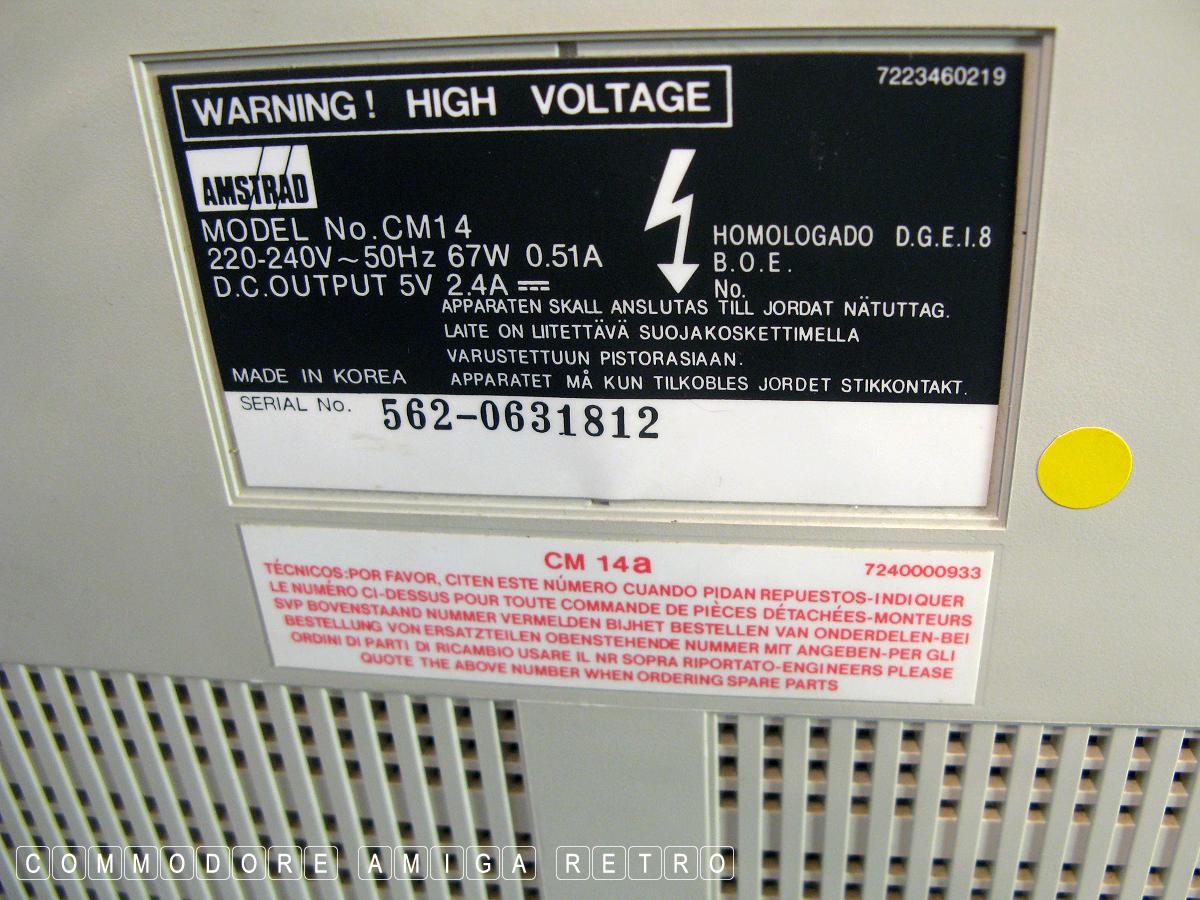 WARNING! HIGH VOLTAGE
7223460219
AMSTRAD
MODEL No.CM14
220-240V~50Hz 67W 0.51A
D.C.OUTPUT 5V 2.4A
HOMOLOGADO D.G.E.I.8
B.O.E.
No.
APPARATEN SKALL ANSLUTAS TILL JORDAT NÄTUTTAG.
LAITE ON LIITETTÄVÄ SUOJAKOSKETTIMELLA
VARUSTETTUUN PISTORASIAAN.
MADE IN KOREA
APPARATET MÅ KUN TILKOBLES JORDET STIKKONTAKT.
SERIAL No. 562-0631812
CM 14a
7240000933
TÉCNICOS:POR FAVOR, CITEN ESTE NÚMERO CUANDO PIDAN REPUESTOS-INDIQUER
LE NUMÉRO CI-DESSUS POUR TOUTE COMMANDE DE PIÈCES DÉTACHÉES-MONTEURS
SVP BOVENSTAAND NUMMER VERMELDEN BIJHET BESTELLEN VAN ONDERDELEN-BEI
BESTELLUNG VON ERSATZTEILEN OBENSTEHENDE NUMMER MIT ANGEBEN-PER GLI
ORDINI DI PARTI DI RICAMBIO USARE IL NR SOPRA RIPORTATO-ENGINEERS PLEASE
QUOTE THE ABOVE NUMBER WHEN ORDERING SPARE PARTS
COMMODORE AMIGA RETRO